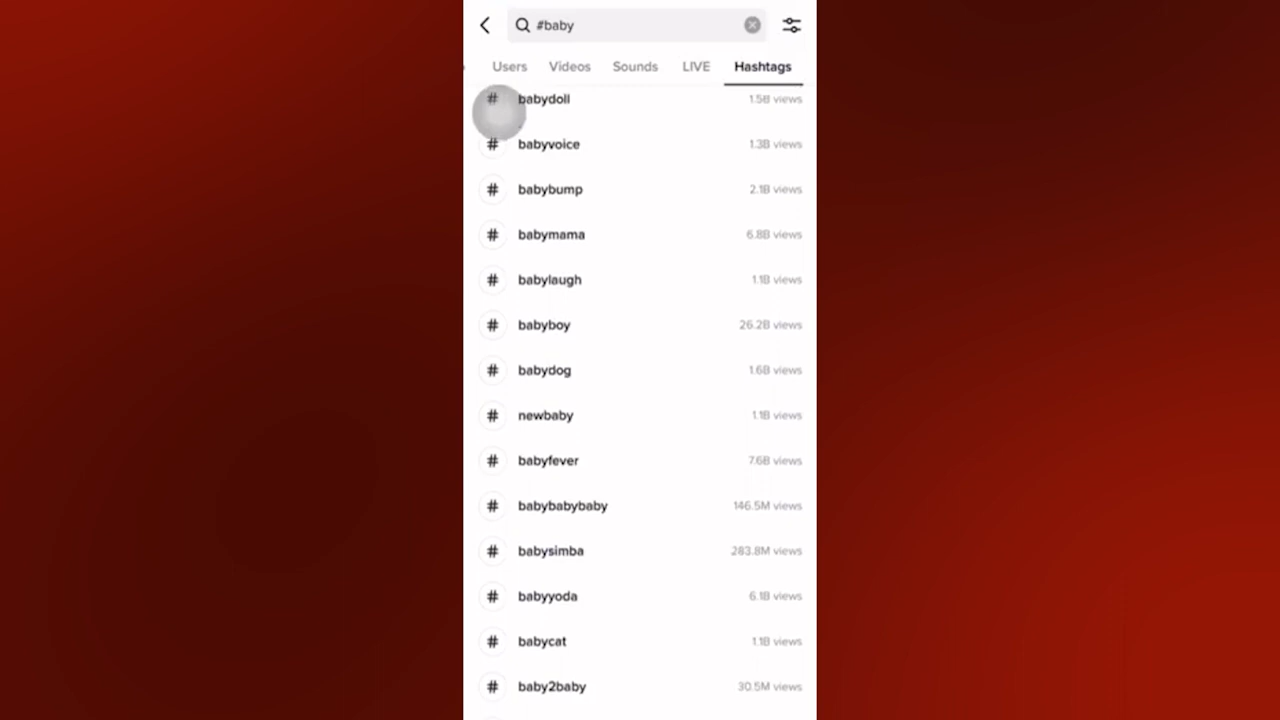 #baby
Users Videos Sounds LIVE Hashtags
# babydoll 1.5B views
# babyvoice 1.3B views
# babybump 2.1B views
# babymama 6.8B views
# babylaugh 1.1B views
# babyboy 26.2B views
# babydog 1.6B views
# newbaby 1.1B views
# babyfever 7.6B views
# babybabybaby 146.5M views
# babysimba 283.8M views
# babyyoda 6.1B views
# babycat 1.1B views
# baby2baby 30.5M views